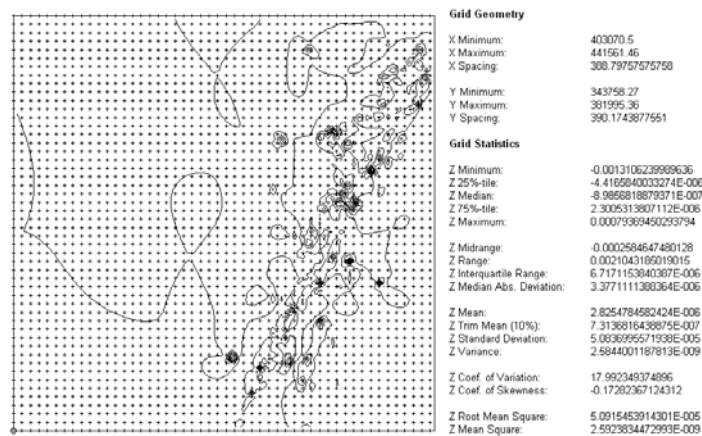 Grid Geometry
X Minimum: 403070.5
X Maximum: 441561.46
X Spacing: 388.79757575758
Y Minimum: 343758.27
Y Maximum: 381995.36
Y Spacing: 390.1743877551
Grid Statistics
Z Minimum: -0.0013106239989636
Z 25%-tile: -4.4165840033274E-006
Z Median: -8.9856818879371E-007
Z 75%-tile: 2.3005313807112E-006
Z Maximum: 0.00079369450293794
Z Midrange: -0.0002584647480128
Z Range: 0.0021043185019015
Z Interquartile Range: 6.7171153840387E-006
Z Median Abs. Deviation: 3.3771111388364E-006
Z Mean: 2.8254784582424E-006
Z Trim Mean (10%): 7.3136816438875E-007
Z Standard Deviation: 5.0836995571938E-005
Z Variance: 2.5844001187813E-009
Z Coef. of Variation: 17.992349374896
Z Coef. of Skewness: -0.17282367124312
Z Root Mean Square: 5.0915453914301E-005
Z Mean Square: 2.5923834472993E-009